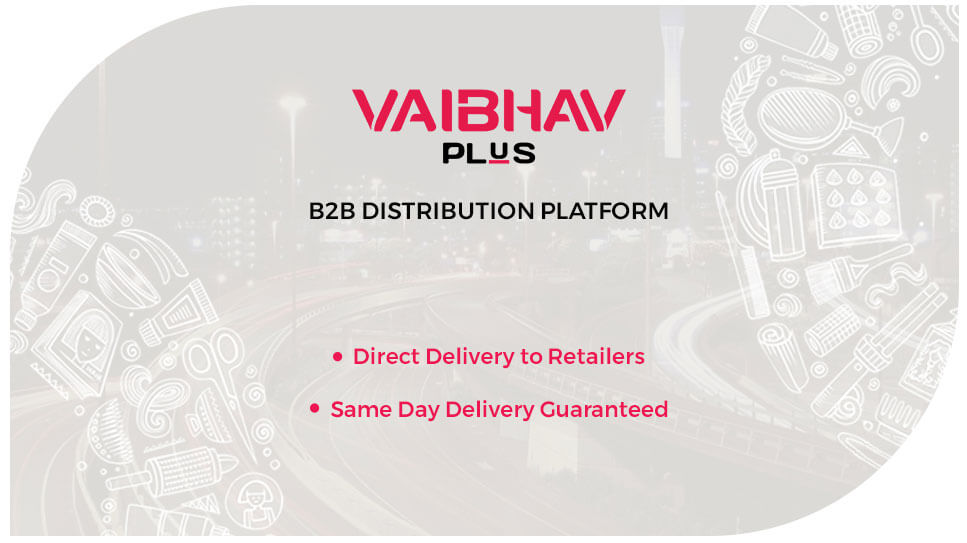 VAIBHAV
PLUS
B2B DISTRIBUTION PLATFORM
• Direct Delivery to Retailers
• Same Day Delivery Guaranteed